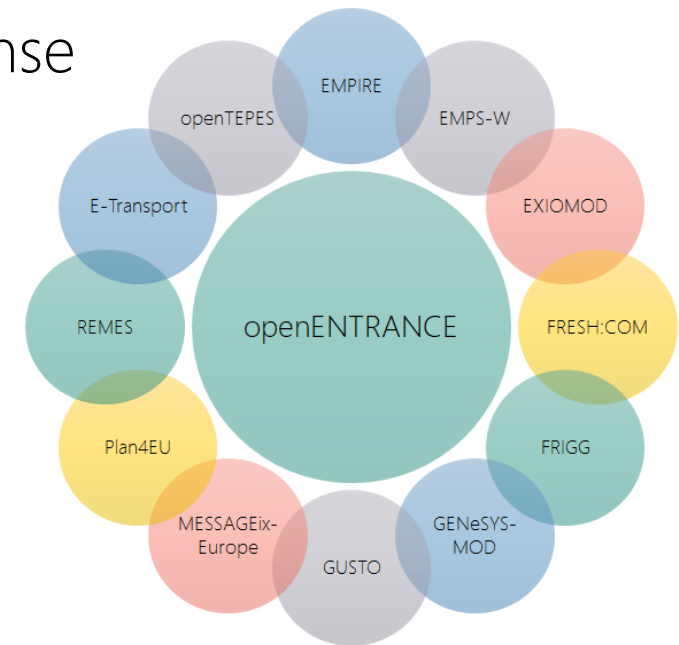 nse
EMPIRE
openTEPES
EMPS-W
E-Transport
EXIOMOD
REMES
openENTRANCE
FRESH:COM
Plan4EU
FRIGG
MESSAGEix-
Europe
GENeSYS-
MOD
GUSTO